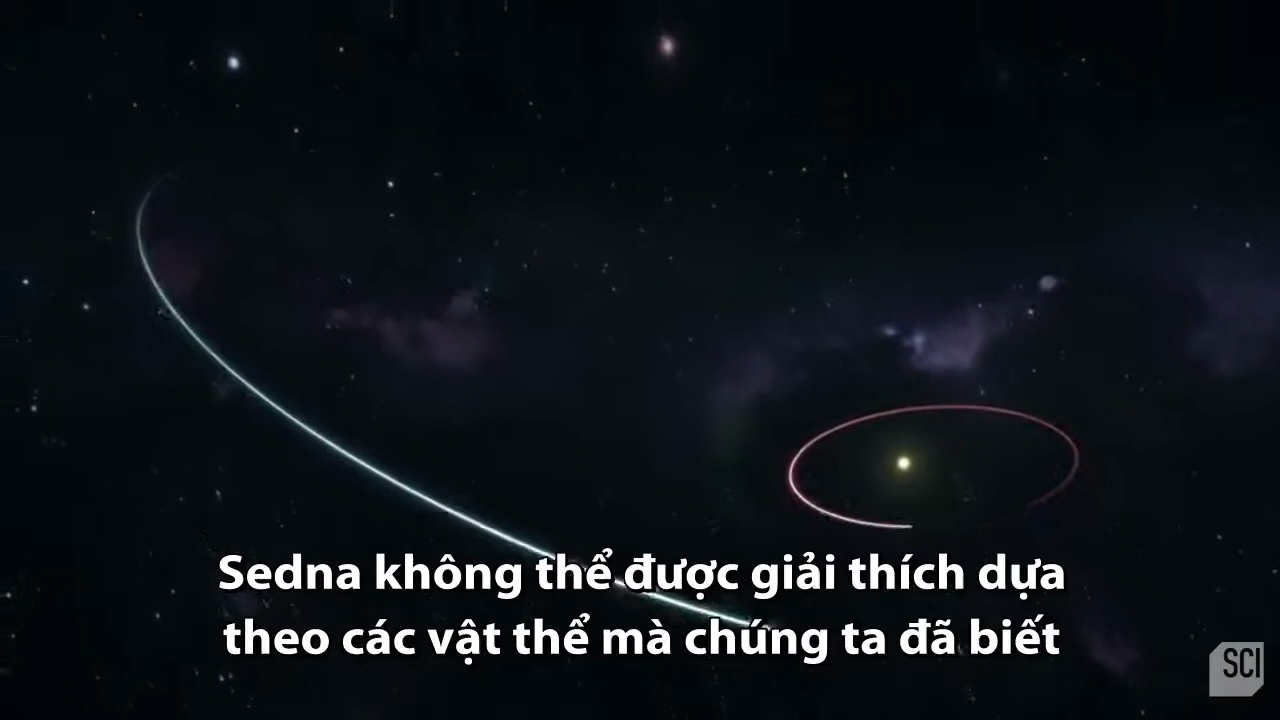 Sedna không thể được giải thích dựa
theo các vật thể mà chúng ta đã biết
SCI